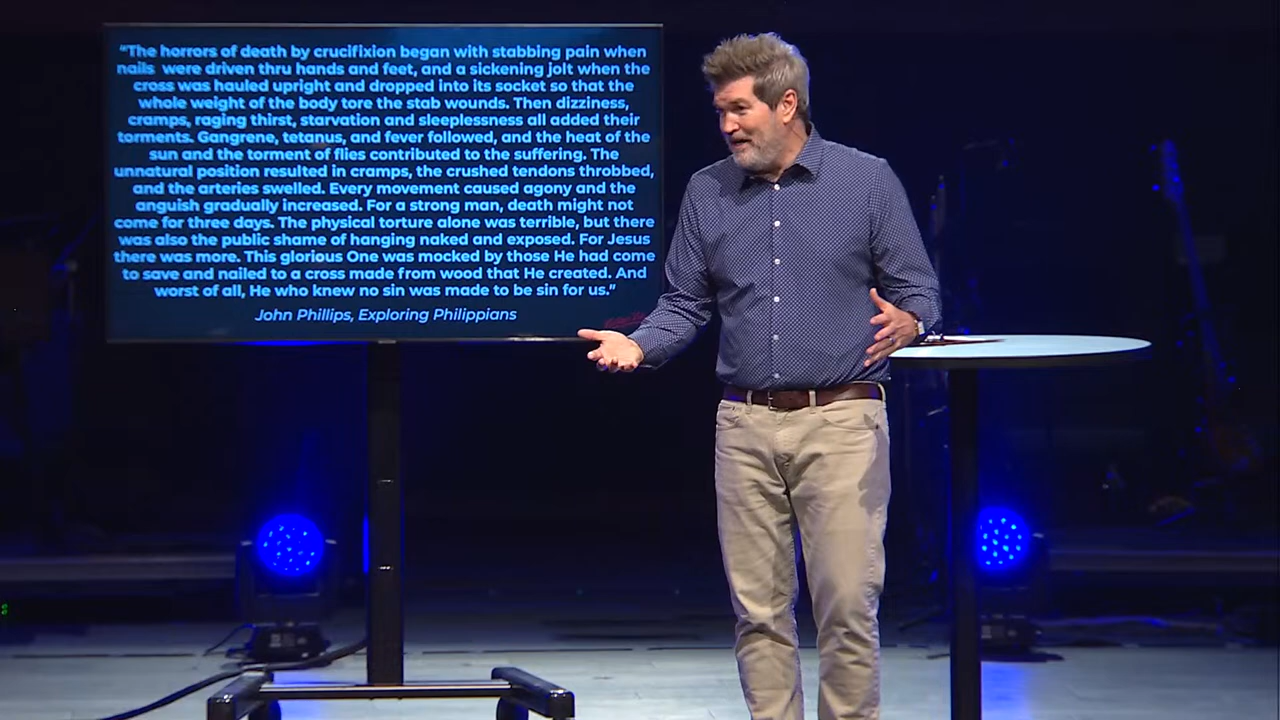 “The horrors of death by crucifixion began with stabbing pain when
nails were driven thru hands and feet, and a sickening jolt when the
cross was hauled upright and dropped into its socket so that the
whole weight of the body tore the stab wounds. Then dizziness,
cramps, raging thirst, starvation and sleeplessness all added their
torments. Gangrene, tetanus, and fever followed, and the heat of the
sun and the torment of flies contributed to the suffering. The
unnatural position resulted in cramps, the crushed tendons throbbed,
and the arteries swelled. Every movement caused agony and the
anguish gradually increased. For a strong man, death might not
come for three days. The physical torture alone was terrible, but there
was also the public shame of hanging naked and exposed. For Jesus
there was more. This glorious One was mocked by those He had come
to save and nailed to a cross made from wood that He created. And
worst of all, He who knew no sin was made to be sin for us.”
John Phillips, Exploring Philippians